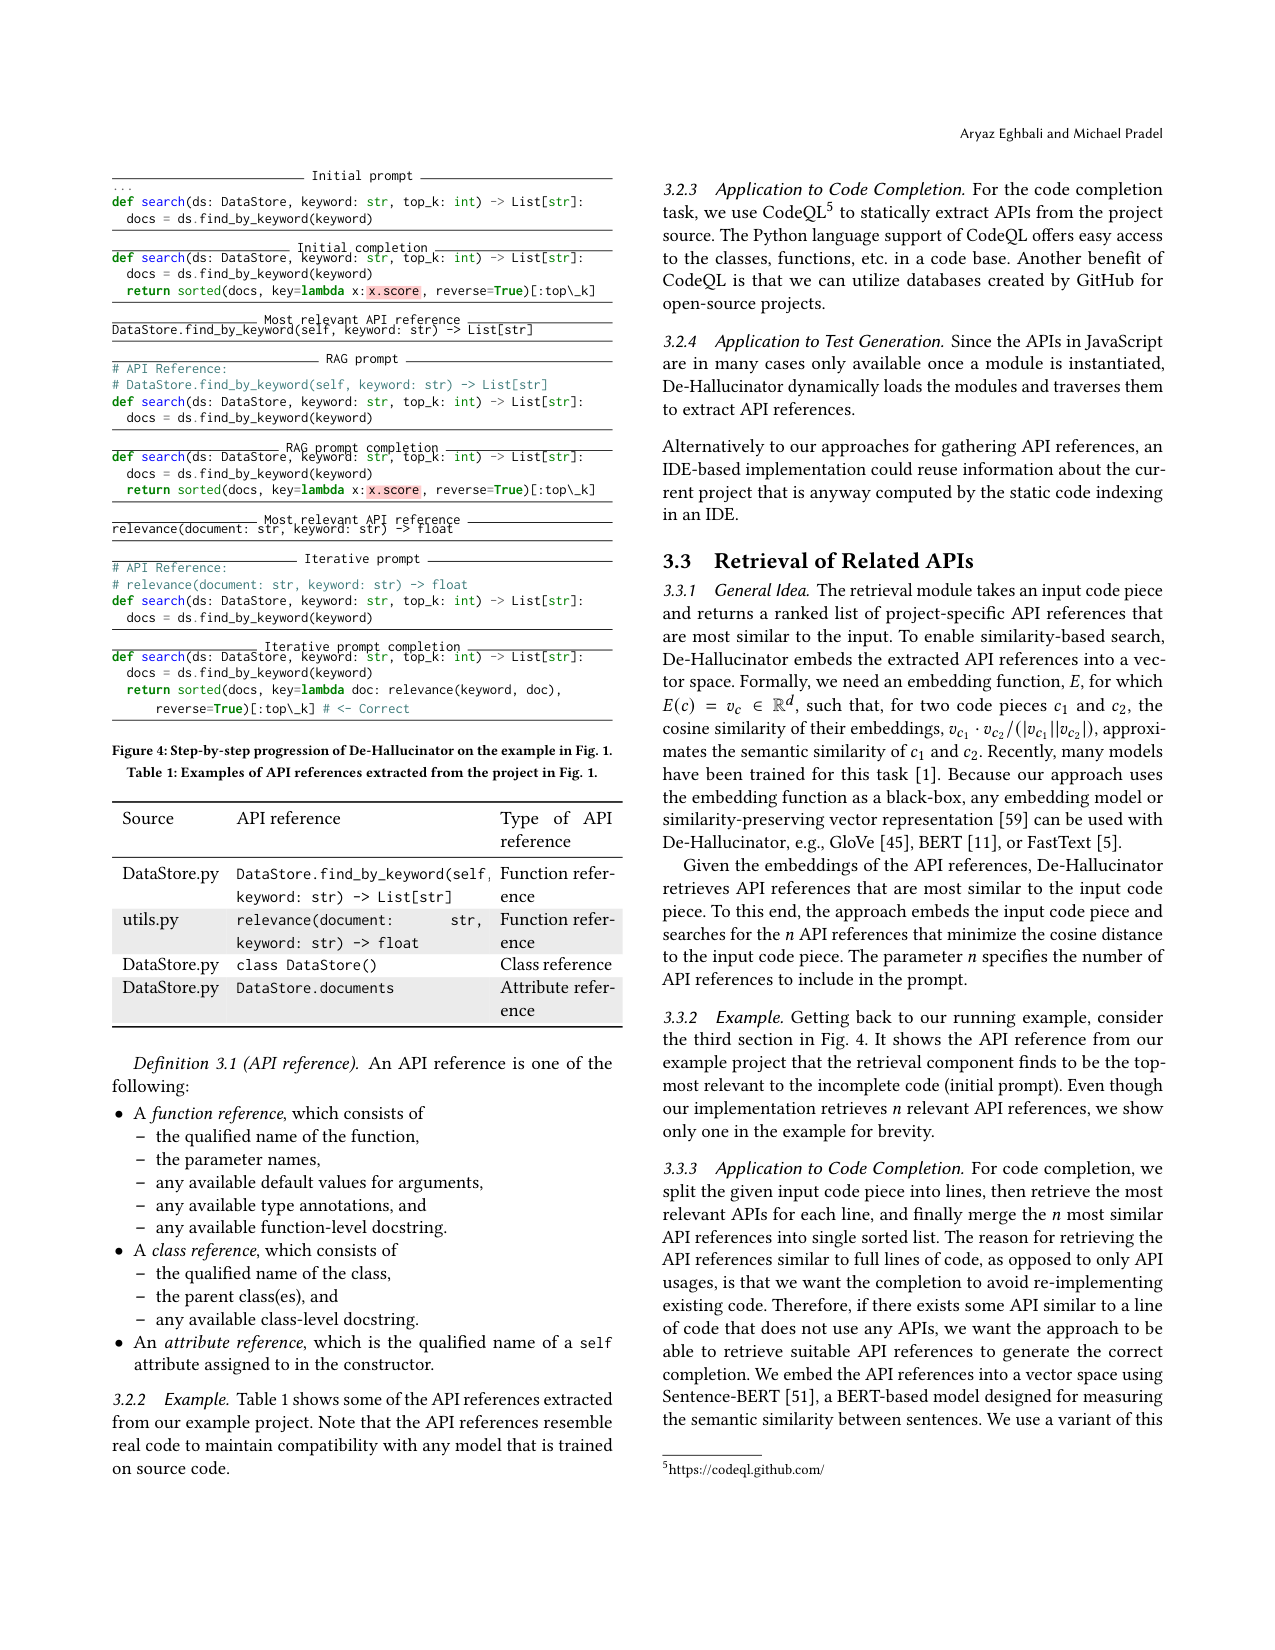 Aryaz Eghbali and Michael Pradel
Initial prompt
...
def search(ds: DataStore, keyword: str, top_k: int) -> List[str]:
  docs = ds.find_by_keyword(keyword)
Initial completion
def search(ds: DataStore, keyword: str, top_k: int) -> List[str]:
  docs = ds.find_by_keyword(keyword)
  return sorted(docs, key=lambda x:x.score, reverse=True)[:top\_k]
Most relevant API reference
DataStore.find_by_keyword(self, keyword: str) -> List[str]
RAG prompt
# API Reference:
# DataStore.find_by_keyword(self, keyword: str) -> List[str]
def search(ds: DataStore, keyword: str, top_k: int) -> List[str]:
  docs = ds.find_by_keyword(keyword)
RAG prompt completion
def search(ds: DataStore, keyword: str, top_k: int) -> List[str]:
  docs = ds.find_by_keyword(keyword)
  return sorted(docs, key=lambda x:x.score, reverse=True)[:top\_k]
Most relevant API reference
relevance(document: str, keyword: str) -> float
Iterative prompt
# API Reference:
# relevance(document: str, keyword: str) -> float
def search(ds: DataStore, keyword: str, top_k: int) -> List[str]:
  docs = ds.find_by_keyword(keyword)
Iterative prompt completion
def search(ds: DataStore, keyword: str, top_k: int) -> List[str]:
  docs = ds.find_by_keyword(keyword)
  return sorted(docs, key=lambda doc: relevance(keyword, doc),
      reverse=True)[:top\_k] # <- Correct
Figure 4: Step-by-step progression of De-Hallucinator on the example in Fig. 1.
Table 1: Examples of API references extracted from the project in Fig. 1.
Source API reference Type of API
reference
DataStore.py DataStore.find_by_keyword(self, Function refer-
keyword: str) -> List[str] ence
utils.py relevance(document: str, Function refer-
keyword: str) -> float ence
DataStore.py class DataStore() Class reference
DataStore.py DataStore.documents Attribute refer-
ence
Definition 3.1 (API reference). An API reference is one of the
following:
• A function reference, which consists of
– the qualified name of the function,
– the parameter names,
– any available default values for arguments,
– any available type annotations, and
– any available function-level docstring.
• A class reference, which consists of
– the qualified name of the class,
– the parent class(es), and
– any available class-level docstring.
• An attribute reference, which is the qualified name of a self
attribute assigned to in the constructor.
3.2.2 Example. Table 1 shows some of the API references extracted
from our example project. Note that the API references resemble
real code to maintain compatibility with any model that is trained
on source code.
3.2.3 Application to Code Completion. For the code completion
task, we use CodeQL5 to statically extract APIs from the project
source. The Python language support of CodeQL offers easy access
to the classes, functions, etc. in a code base. Another benefit of
CodeQL is that we can utilize databases created by GitHub for
open-source projects.
3.2.4 Application to Test Generation. Since the APIs in JavaScript
are in many cases only available once a module is instantiated,
De-Hallucinator dynamically loads the modules and traverses them
to extract API references.
Alternatively to our approaches for gathering API references, an
IDE-based implementation could reuse information about the cur-
rent project that is anyway computed by the static code indexing
in an IDE.
3.3 Retrieval of Related APIs
3.3.1 General Idea. The retrieval module takes an input code piece
and returns a ranked list of project-specific API references that
are most similar to the input. To enable similarity-based search,
De-Hallucinator embeds the extracted API references into a vec-
tor space. Formally, we need an embedding function, E, for which
E(c) = v_c ∈ ℝ^d, such that, for two code pieces c₁ and c₂, the
cosine similarity of their embeddings, v_c₁ · v_c₂/(|v_c₁||v_c₂|), approxi-
mates the semantic similarity of c₁ and c₂. Recently, many models
have been trained for this task [1]. Because our approach uses
the embedding function as a black-box, any embedding model or
similarity-preserving vector representation [59] can be used with
De-Hallucinator, e.g., GloVe [45], BERT [11], or FastText [5].
Given the embeddings of the API references, De-Hallucinator
retrieves API references that are most similar to the input code
piece. To this end, the approach embeds the input code piece and
searches for the n API references that minimize the cosine distance
to the input code piece. The parameter n specifies the number of
API references to include in the prompt.
3.3.2 Example. Getting back to our running example, consider
the third section in Fig. 4. It shows the API reference from our
example project that the retrieval component finds to be the top-
most relevant to the incomplete code (initial prompt). Even though
our implementation retrieves n relevant API references, we show
only one in the example for brevity.
3.3.3 Application to Code Completion. For code completion, we
split the given input code piece into lines, then retrieve the most
relevant APIs for each line, and finally merge the n most similar
API references into single sorted list. The reason for retrieving the
API references similar to full lines of code, as opposed to only API
usages, is that we want the completion to avoid re-implementing
existing code. Therefore, if there exists some API similar to a line
of code that does not use any APIs, we want the approach to be
able to retrieve suitable API references to generate the correct
completion. We embed the API references into a vector space using
Sentence-BERT [51], a BERT-based model designed for measuring
the semantic similarity between sentences. We use a variant of this
5https://codeql.github.com/